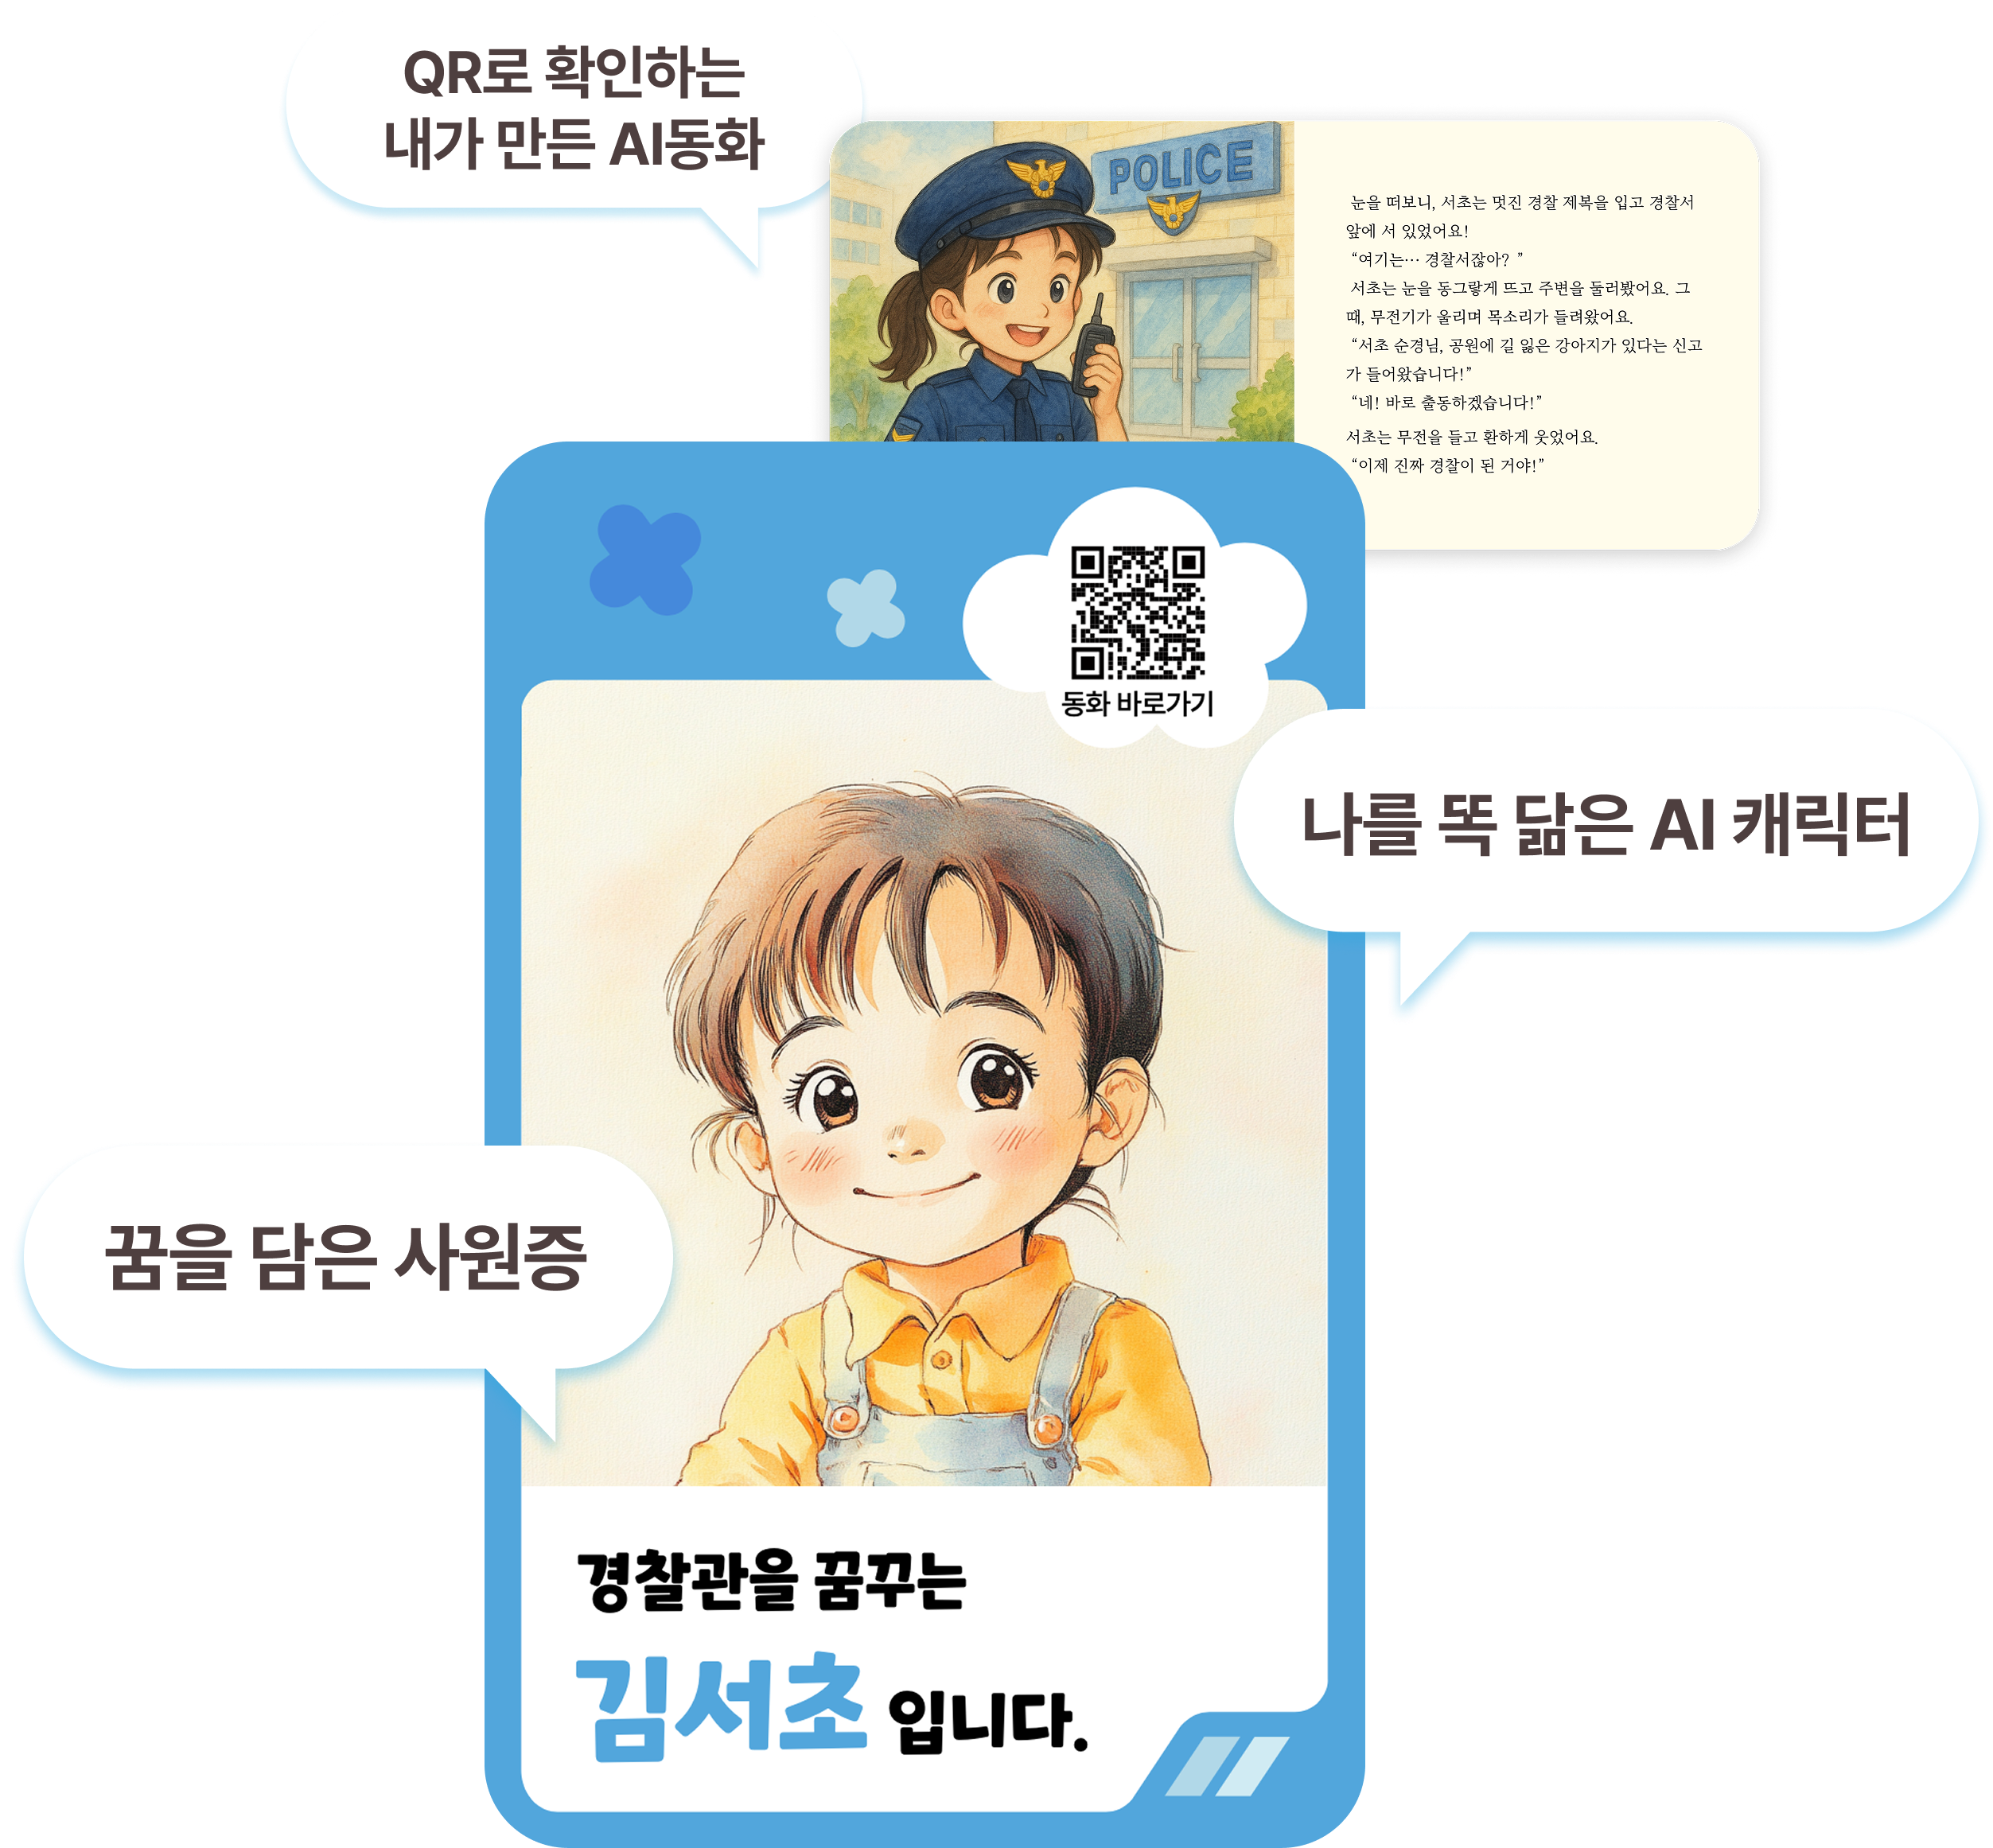 QR로 확인하는
내가 만든 AI동화
POLICE
눈을 떠보니, 서초는 멋진 경찰 제복을 입고 경찰서
앞에 서 있었어요!
“여기는… 경찰서잖아? ”
서초는 눈을 동그랗게 뜨고 주변을 둘러봤어요. 그
때, 무전기가 울리며 목소리가 들려왔어요.
“서초 순경님, 공원에 길 잃은 강아지가 있다는 신고
가 들어왔습니다!”
“네! 바로 출동하겠습니다!”
서초는 무전을 들고 환하게 웃었어요.
“이제 진짜 경찰이 된 거야!”
동화 바로가기
나를 똑 닮은 AI 캐릭터
꿈을 담은 사원증
경찰관을 꿈꾸는
김서초 입니다.